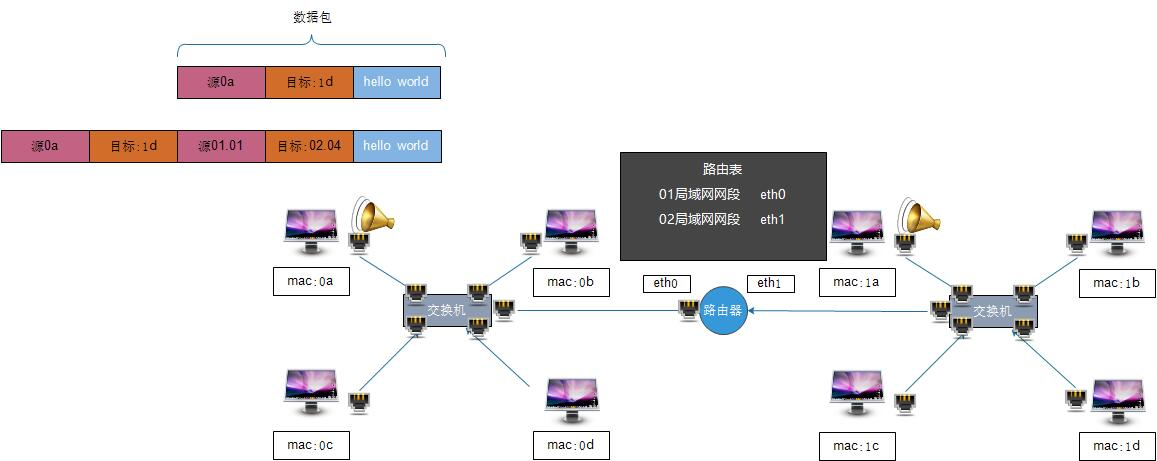 数据包
源0a 目标:1d hello world
源0a 目标:1d 源01.01 目标:02.04 hello world
路由表
01局域网网段 eth0
02局域网网段 eth1
mac:0a
mac:0b
eth0
eth1
mac:1a
mac:1b
交换机
路由器
交换机
mac:0c
mac:0d
mac:1c
mac:1d